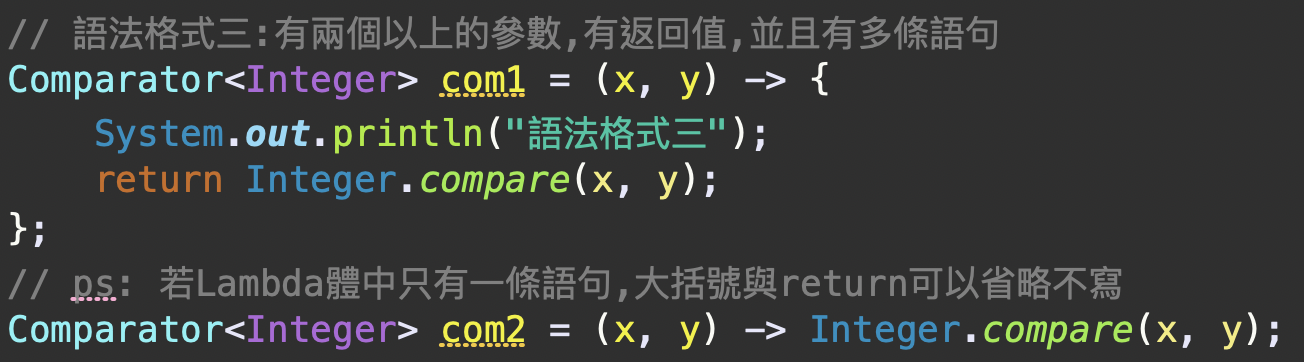 // 語法格式三:有兩個以上的參數,有返回值,並且有多條語句
Comparator<Integer> com1 = (x, y) -> {
    System.out.println("語法格式三");
    return Integer.compare(x, y);
};
// ps: 若Lambda體中只有一條語句,大括號與return可以省略不寫
Comparator<Integer> com2 = (x, y) -> Integer.compare(x, y);